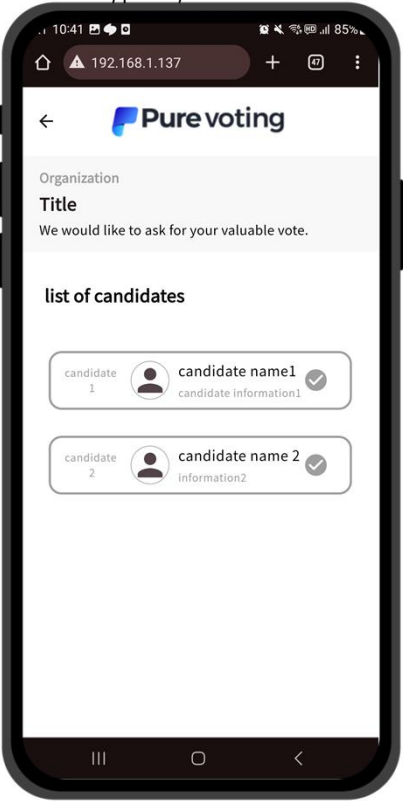 10:41
85%
192.168.1.137
47
Pure voting
Organization
Title
We would like to ask for your valuable vote.
list of candidates
candidate 
1
candidate name1
candidate information1
candidate
2
candidate name 2
information2